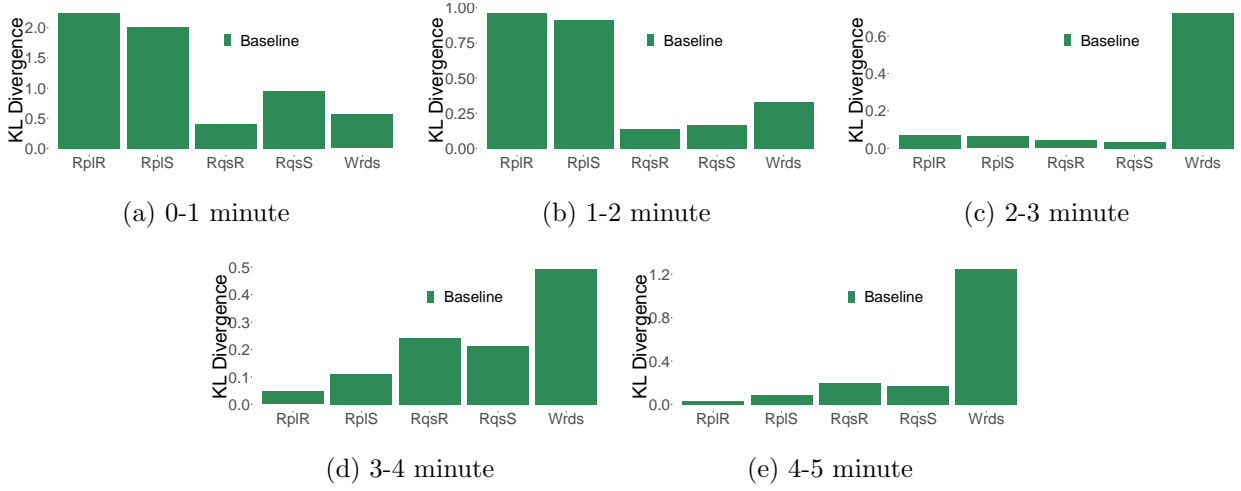 KL Divergence
2.0
1.5
1.0
0.5
0.0
Baseline
RplR RplS RqsR RqsS Wrds
(a) 0-1 minute
KL Divergence
1.00
0.75
0.50
0.25
0.00
Baseline
RplR RplS RqsR RqsS Wrds
(b) 1-2 minute
KL Divergence
0.6
0.4
0.2
0.0
Baseline
RplR RplS RqsR RqsS Wrds
(c) 2-3 minute
KL Divergence
0.5
0.4
0.3
0.2
0.1
0.0
Baseline
RplR RplS RqsR RqsS Wrds
(d) 3-4 minute
KL Divergence
1.2
0.8
0.4
0.0
Baseline
RplR RplS RqsR RqsS Wrds
(e) 4-5 minute